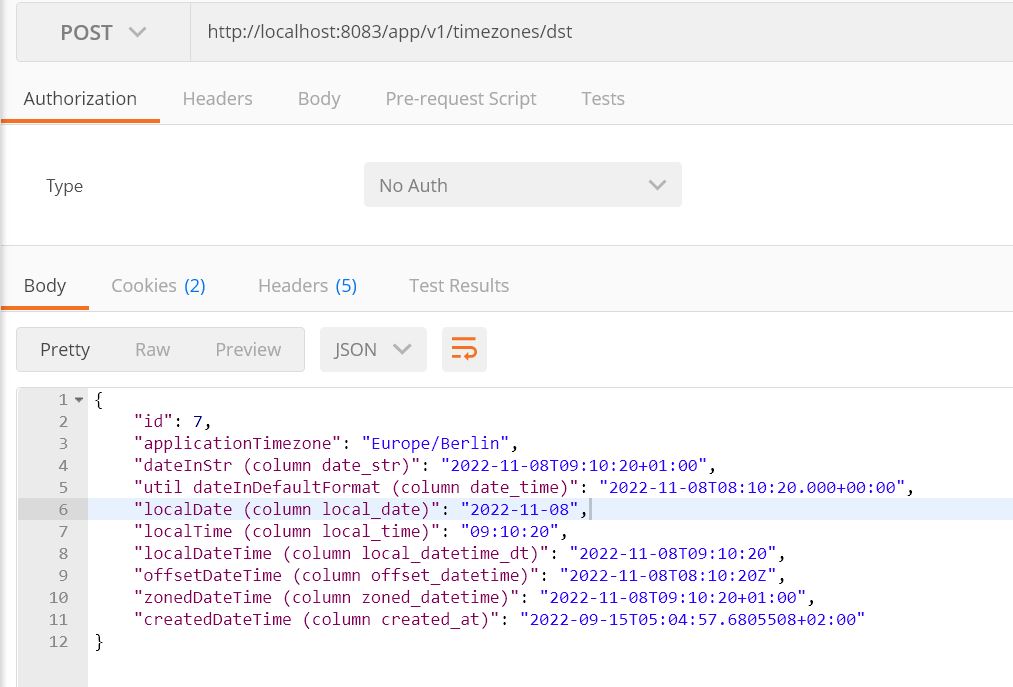 POST http://localhost:8083/app/v1/timezones/dst
Authorization Headers Body Pre-request Script Tests
Type No Auth
Body Cookies (2) Headers (5) Test Results
Pretty Raw Preview JSON
1 {
2 "id": 7,
3 "applicationTimezone": "Europe/Berlin",
4 "dateInStr (column date_str)": "2022-11-08T09:10:20+01:00",
5 "util dateInDefaultFormat (column date_time)": "2022-11-08T08:10:20.000+00:00",
6 "localDate (column local_date)": "2022-11-08",
7 "localTime (column local_time)": "09:10:20",
8 "localDateTime (column local_datetime_dt)": "2022-11-08T09:10:20",
9 "offsetDateTime (column offset_datetime)": "2022-11-08T08:10:20Z",
10 "zonedDateTime (column zoned_datetime)": "2022-11-08T09:10:20+01:00",
11 "createdDateTime (column created_at)": "2022-09-15T05:04:57.6805508+02:00"
12 }